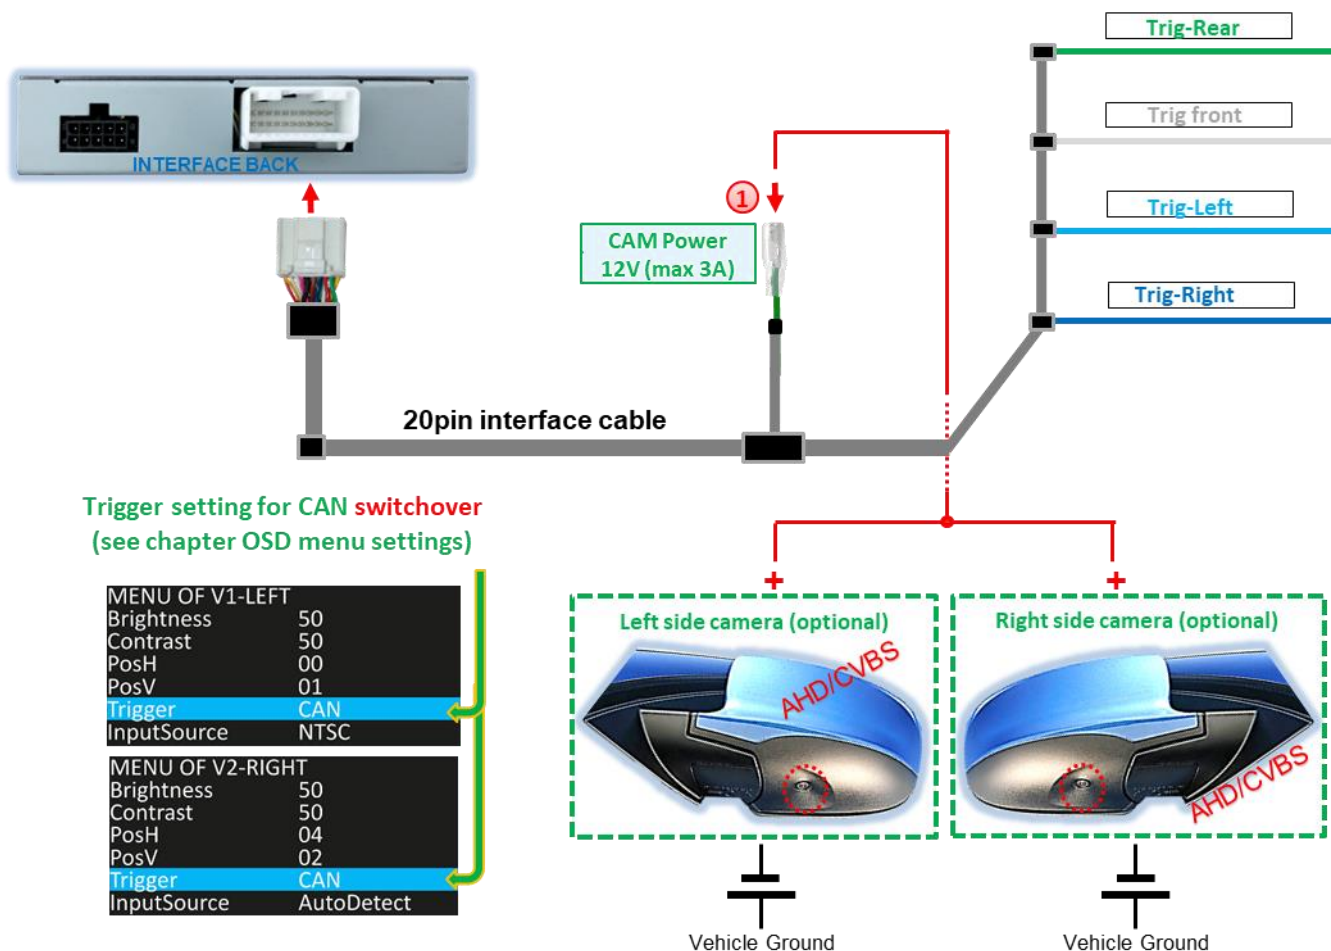 Trig-Rear
Trig front
Trig-Left
Trig-Right
INTERFACE BACK
1
CAM Power
12V (max 3A)
20pin interface cable
Trigger setting for CAN switchover
(see chapter OSD menu settings)
MENU OF V1-LEFT
Brightness 50
Contrast 50
PosH 00
PosV 01
Trigger CAN
InputSource NTSC
MENU OF V2-RIGHT
Brightness 50
Contrast 50
PosH 04
PosV 02
Trigger CAN
InputSource AutoDetect
+
+
Left side camera (optional)
AHD/CVBS
Right side camera (optional)
AHD/CVBS
Vehicle Ground
Vehicle Ground